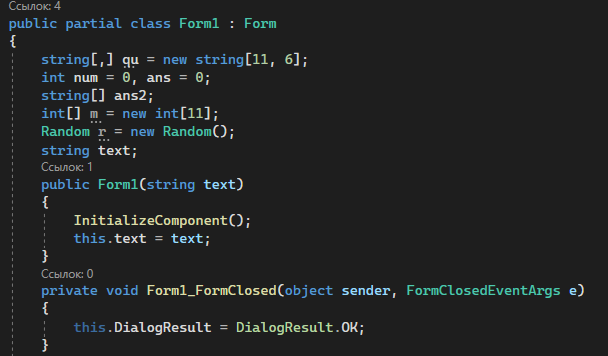 Ссылок: 4
public partial class Form1 : Form
{
string[,] qu = new string[11, 6];
int num = 0, ans = 0;
string[] ans2;
int[] m = new int[11];
Random r = new Random();
string text;
Ссылок: 1
public Form1(string text)
{
InitializeComponent();
this.text = text;
}
Ссылок: 0
private void Form1_FormClosed(object sender, FormClosedEventArgs e)
{
this.DialogResult = DialogResult.OK;
}